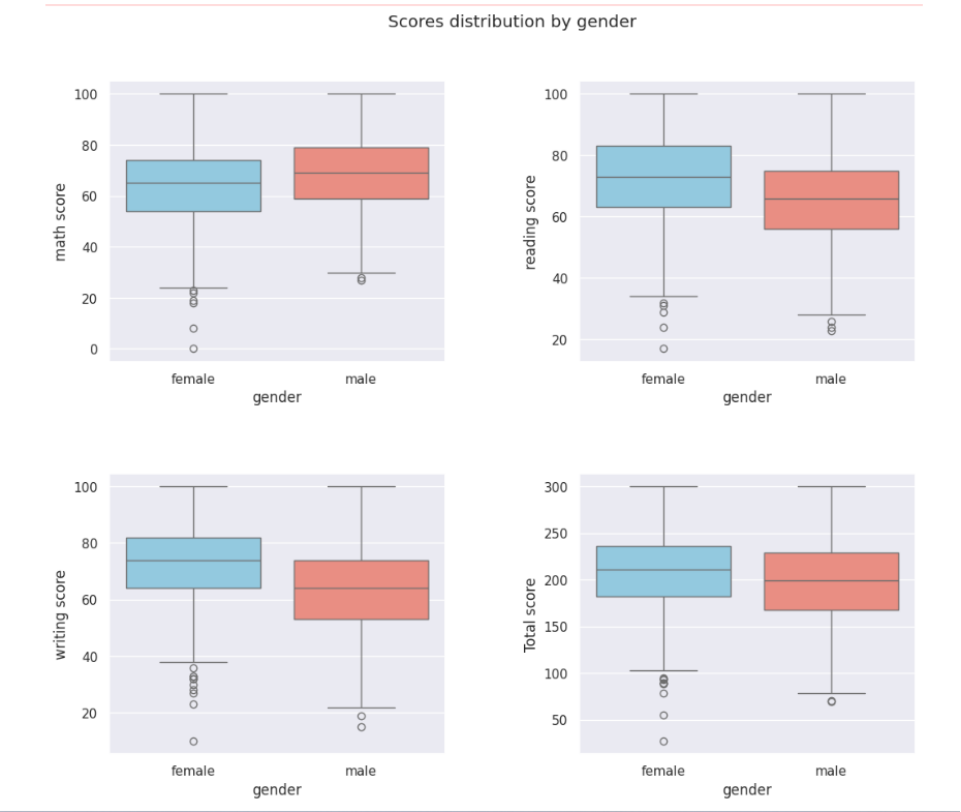 Scores distribution by gender
100
80
60
40
20
0
math score
female
male
gender
100
80
60
40
20
reading score
female
male
gender
100
80
60
40
20
writing score
female
male
gender
300
250
200
150
100
50
Total score
female
male
gender